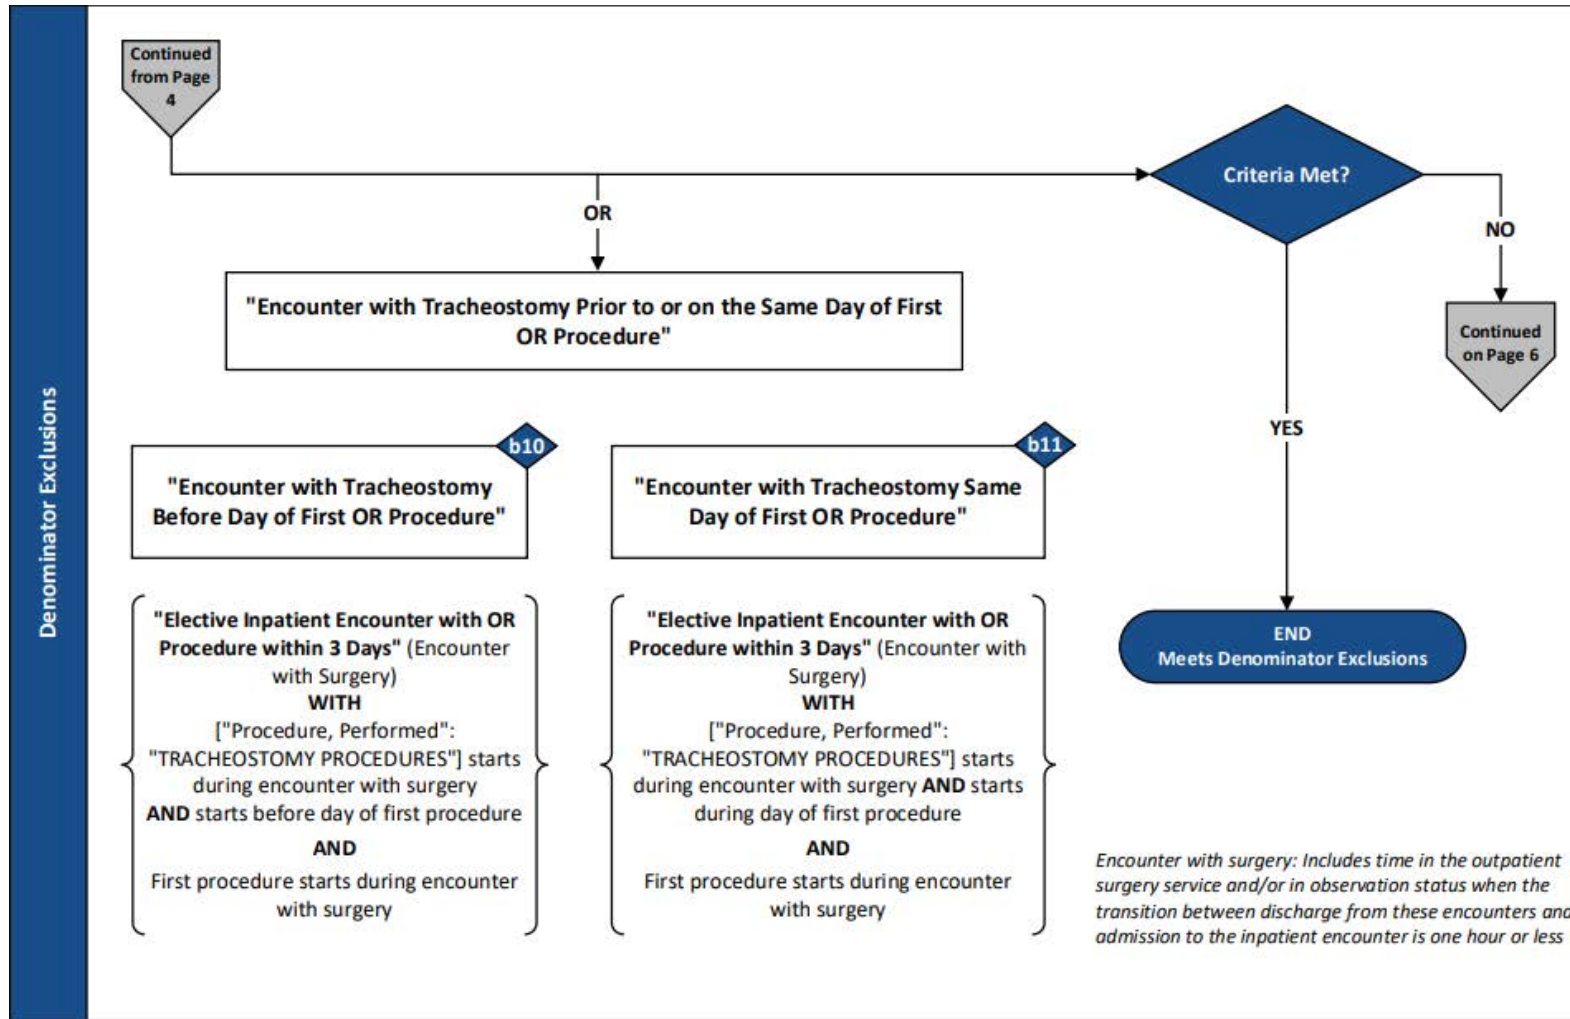 Denominator Exclusions
Continued
from Page
4
Criteria Met?
OR
NO
"Encounter with Tracheostomy Prior to or on the Same Day of First
OR Procedure"
Continued
on Page 6
YES
b10
"Encounter with Tracheostomy
Before Day of First OR Procedure"
b11
"Encounter with Tracheostomy Same
Day of First OR Procedure"
"Elective Inpatient Encounter with OR
Procedure within 3 Days" (Encounter
with Surgery)
WITH
["Procedure, Performed":
"TRACHEOSTOMY PROCEDURES"] starts
during encounter with surgery
AND starts before day of first procedure
AND
First procedure starts during encounter
with surgery
"Elective Inpatient Encounter with OR
Procedure within 3 Days" (Encounter with
Surgery)
WITH
["Procedure, Performed":
"TRACHEOSTOMY PROCEDURES"] starts
during encounter with surgery AND starts
during day of first procedure
AND
First procedure starts during encounter
with surgery
END
Meets Denominator Exclusions
Encounter with surgery: Includes time in the outpatient
surgery service and/or in observation status when the
transition between discharge from these encounters and
admission to the inpatient encounter is one hour or less